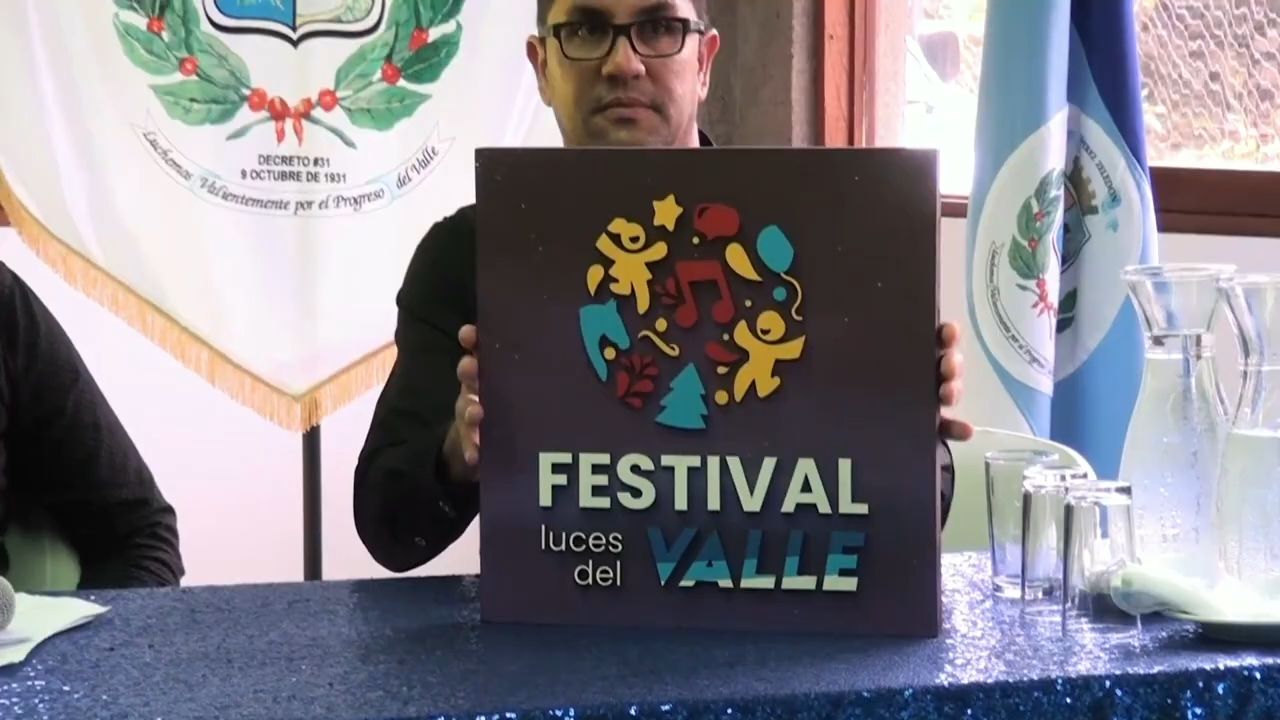 DECRETO #31
9 OCTUBRE DE 1931
Luchemos Valientemente por el Progreso del Valle
FESTIVAL
luces
del VALLE